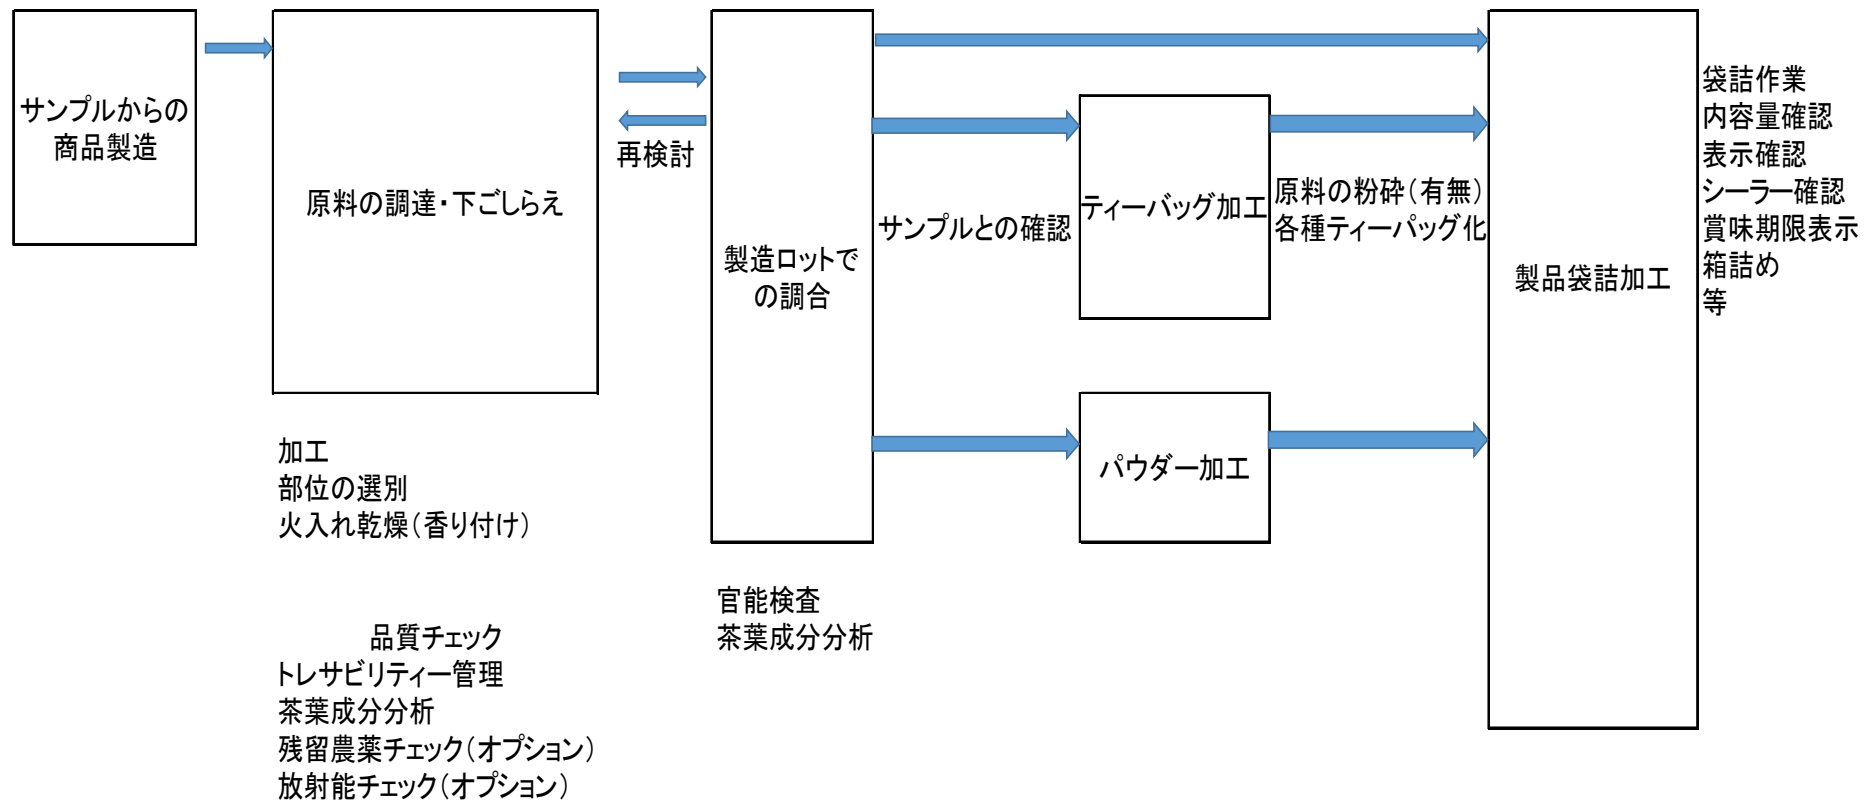 サンプルからの
商品製造
原料の調達・下ごしらえ
加工
部位の選別
火入れ乾燥（香り付け）
品質チェック
トレサビリティー管理
茶葉成分分析
残留農薬チェック（オプション）
放射能チェック（オプション）
再検討
製造ロットで
の調合
官能検査
茶葉成分分析
サンプルとの確認
ティーバッグ加工
原料の粉砕（有無）
各種ティーパッグ化
パウダー加工
製品袋詰加工
袋詰作業
内容量確認
表示確認
シーラー確認
賞味期限表示
箱詰め
等